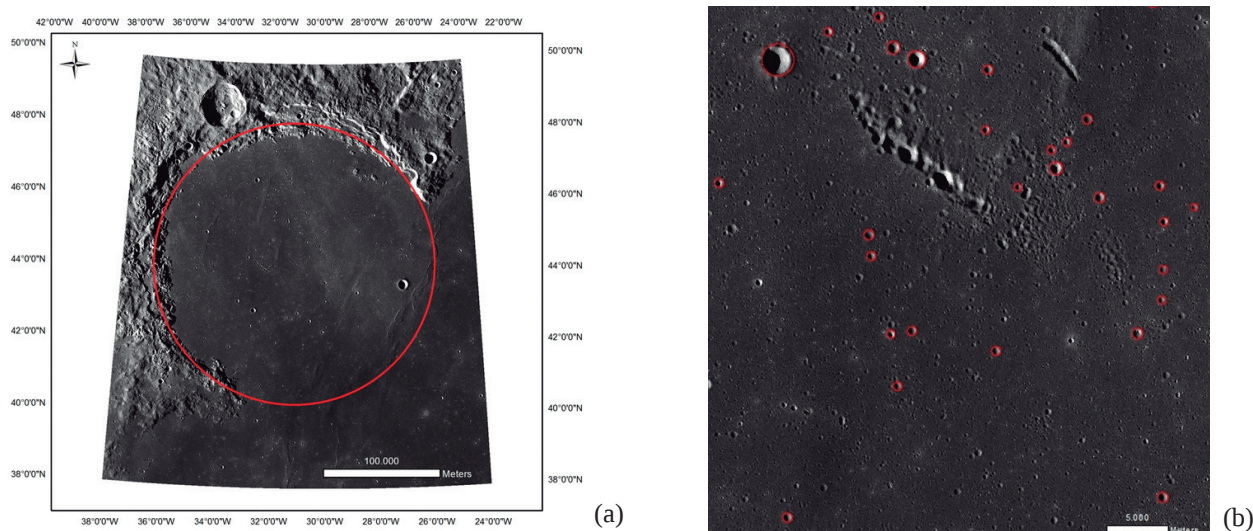 42°0'0"W 40°0'0"W 38°0'0"W 36°0'0"W 34°0'0"W 32°0'0"W 30°0'0"W 28°0'0"W 26°0'0"W 24°0'0"W 22°0'0"W
50°0'0"N 50°0'0"N
N
48°0'0"N 48°0'0"N
46°0'0"N 46°0'0"N
44°0'0"N 44°0'0"N
42°0'0"N 42°0'0"N
40°0'0"N 40°0'0"N
100.000
Meters
38°0'0"N 38°0'0"N
38°0'0"W 36°0'0"W 34°0'0"W 32°0'0"W 30°0'0"W 28°0'0"W 26°0'0"W 24°0'0"W
(a)
5.000
Meters
(b)